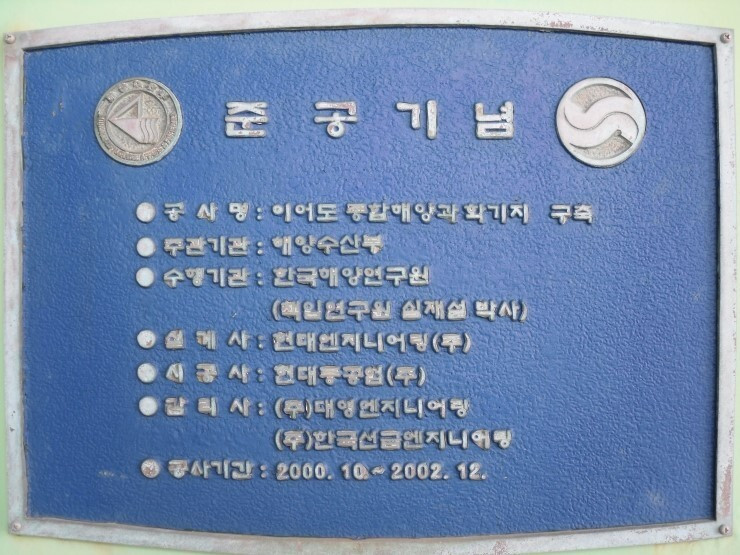 준공기념
● 공사명 : 이어도 종합해양과학기지 구축
● 주관기관 : 해양수산부
● 수행기관 : 한국해양연구원
(책임연구원 심재설 박사)
● 설계사 : 현대엔지니어링(주)
● 시공사 : 현대중공업(주)
● 감리사 : (주)대영엔지니어링
(주)한국선급엔지니어링
● 공사기간 : 2000. 10 ~ 2002. 12.